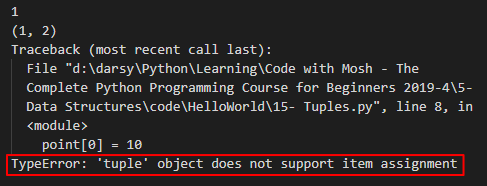 1
(1, 2)
Traceback (most recent call last):
File "d:\darsy\Python\Learning\Code with Mosh - The
Complete Python Programming Course for Beginners 2019-4\5-
Data Structures\code\HelloWorld\15- Tuples.py", line 8, in
<module>
point[0] = 10
TypeError: 'tuple' object does not support item assignment